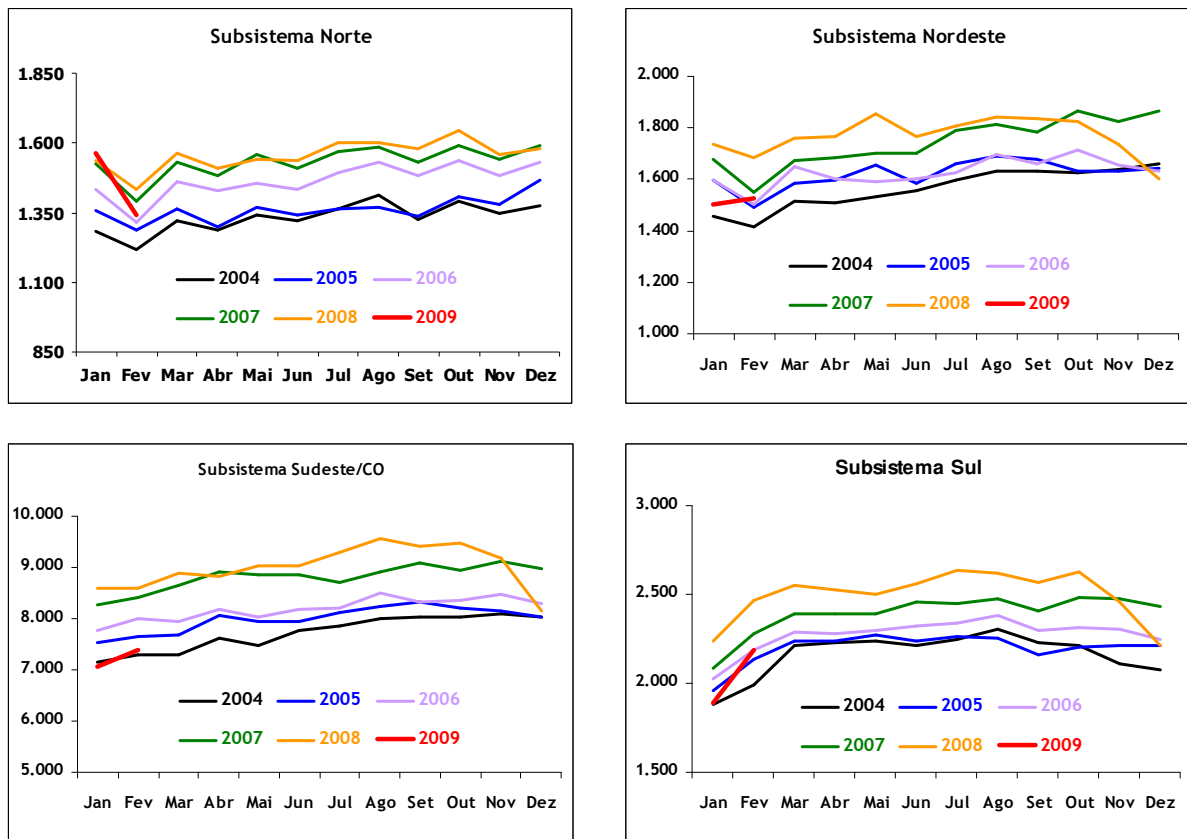 Subsistema Norte
1.850
1.600
1.350
1.100
850
2004 2005 2006
2007 2008 2009
Jan Fev Mar Abr Mai Jun Jul Ago Set Out Nov Dez
Subsistema Nordeste
2.000
1.800
1.600
1.400
1.200
1.000
2004 2005 2006
2007 2008 2009
Jan Fev Mar Abr Mai Jun Jul Ago Set Out Nov Dez
Subsistema Sudeste/CO
10.000
9.000
8.000
7.000
6.000
5.000
2004 2005 2006
2007 2008 2009
Jan Fev Mar Abr Mai Jun Jul Ago Set Out Nov Dez
Subsistema Sul
3.000
2.500
2.000
1.500
2004 2005 2006
2007 2008 2009
Jan Fev Mar Abr Mai Jun Jul Ago Set Out Nov Dez